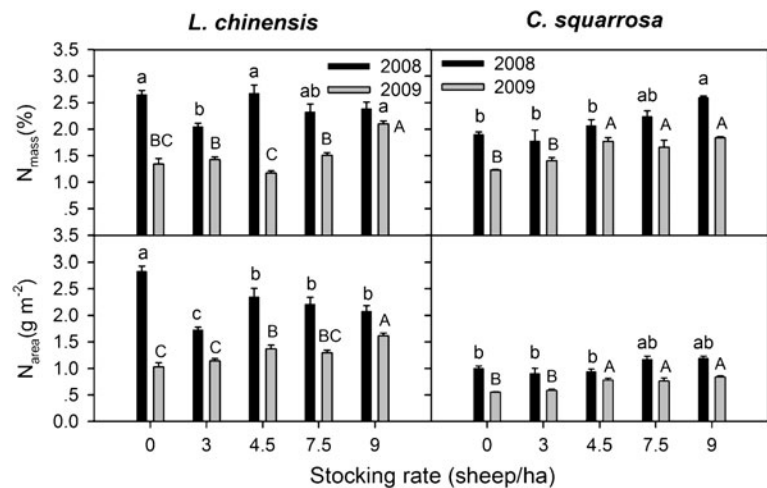 L. chinensis C. squarrosa
3.5
3.0
2.5
2.0
1.5
1.0
.5
N mass (%)
2008
2009
a BC b B a C ab B a A
2008
2009
b B b B b A ab A a A
3.5
3.0
2.5
2.0
1.5
1.0
.5
0.0
N area (g m-2)
a C c C b B b BC b A
b B b B b A ab A ab A
0 3 4.5 7.5 9 0 3 4.5 7.5 9
Stocking rate (sheep/ha)